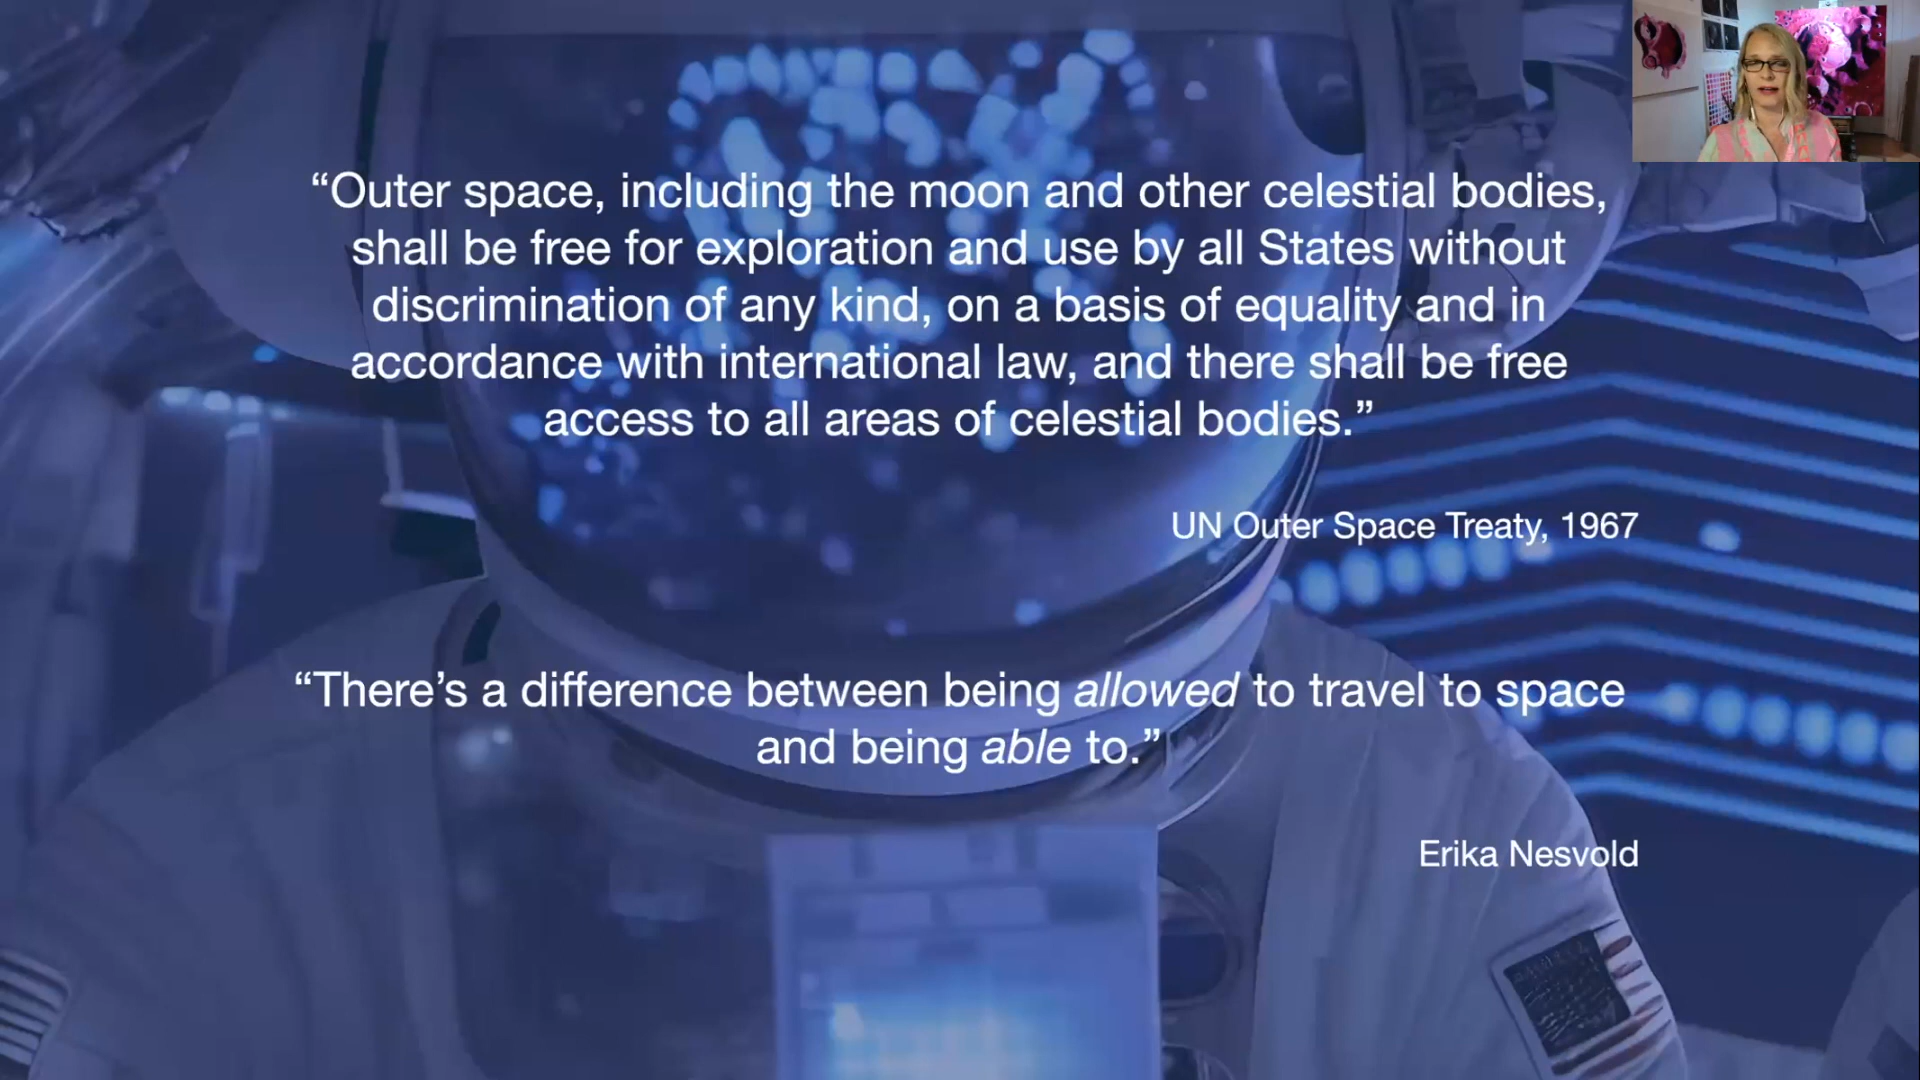 “Outer space, including the moon and other celestial bodies,
shall be free for exploration and use by all States without
discrimination of any kind, on a basis of equality and in
accordance with international law, and there shall be free
access to all areas of celestial bodies.”
UN Outer Space Treaty, 1967
“There’s a difference between being allowed to travel to space
and being able to.”
Erika Nesvold